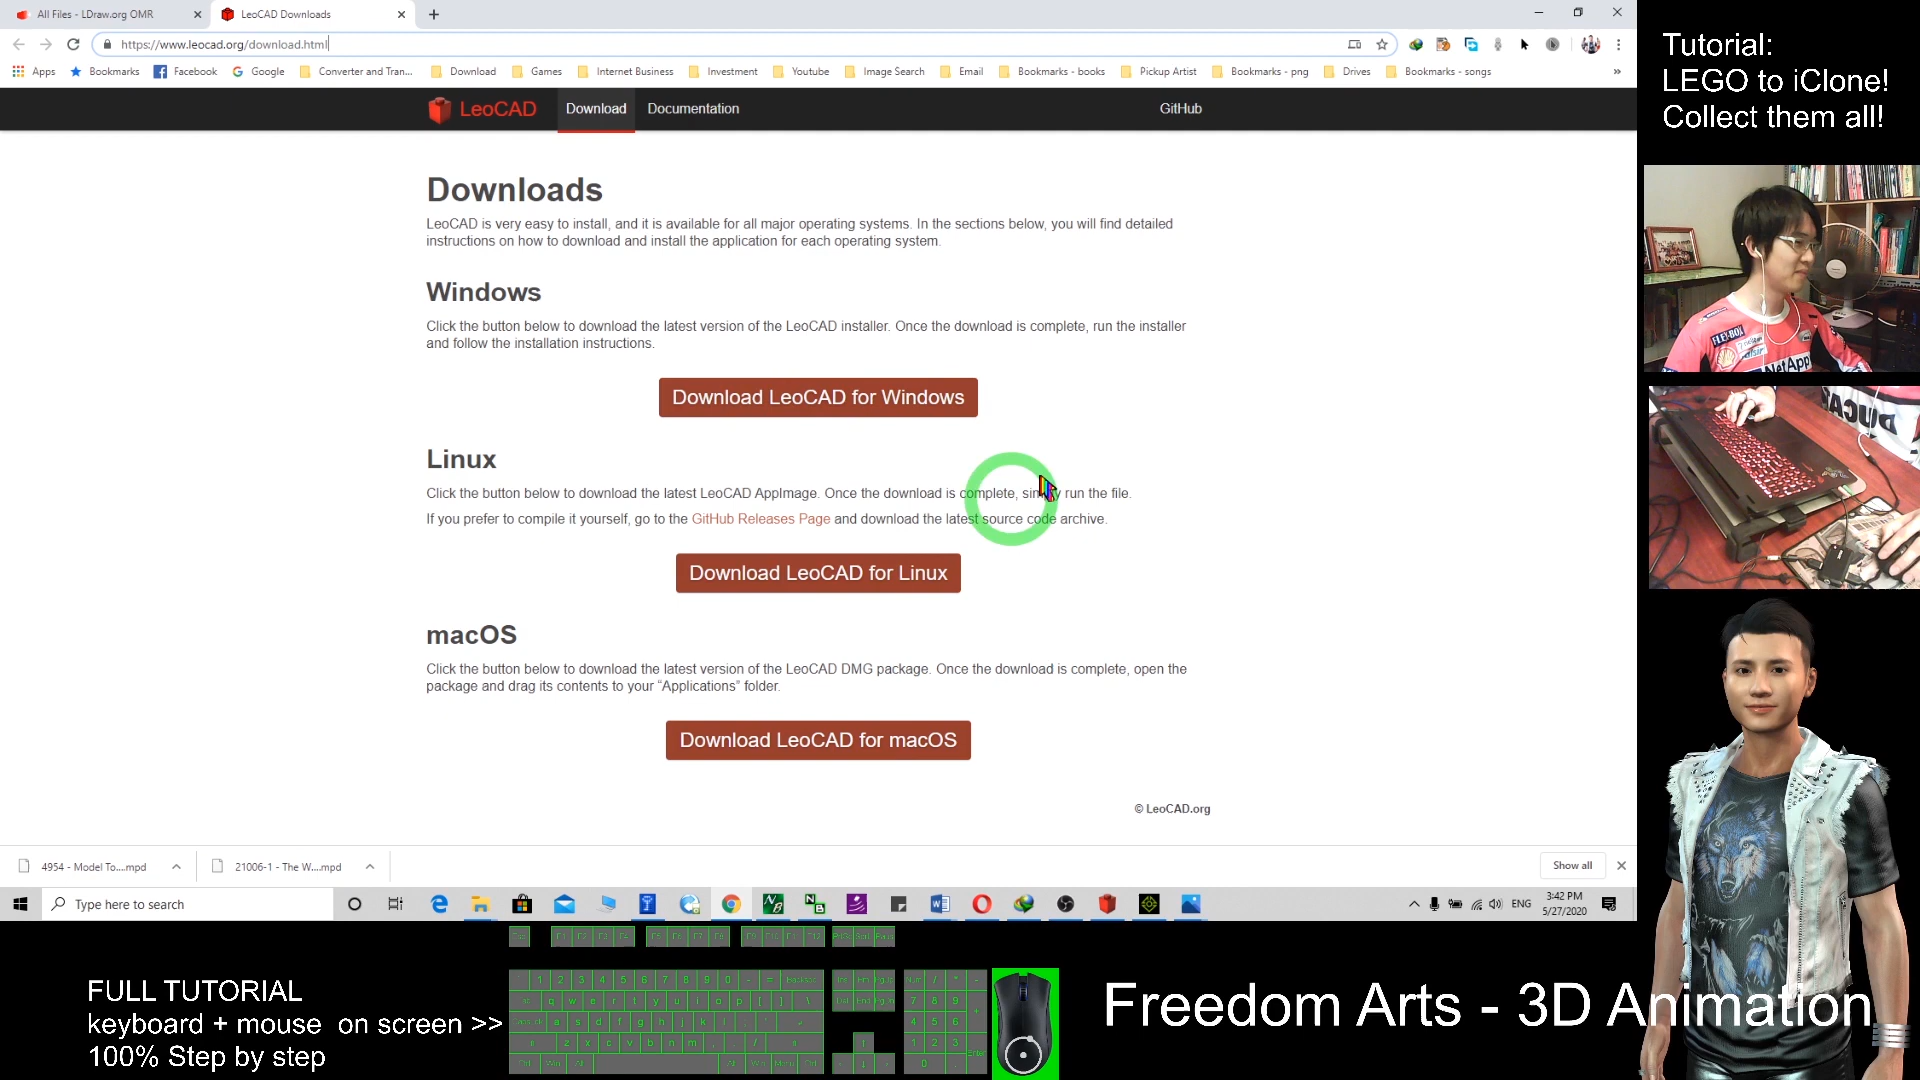 All Files - LDraw.org OMR
LeoCAD Downloads
https://www.leocad.org/download.html
Apps
Bookmarks
Facebook
Google
Converter and Tran...
Download
Games
Internet Business
Investment
Youtube
Image Search
Email
Bookmarks - books
Pickup Artist
Bookmarks - png
Drives
Bookmarks - songs
LeoCAD
Download
Documentation
GitHub
Downloads
LeoCAD is very easy to install, and it is available for all major operating systems. In the sections below, you will find detailed
instructions on how to download and install the application for each operating system.
Windows
Click the button below to download the latest version of the LeoCAD installer. Once the download is complete, run the installer
and follow the installation instructions.
Download LeoCAD for Windows
Linux
Click the button below to download the latest LeoCAD AppImage. Once the download is complete, simply run the file.
If you prefer to compile it yourself, go to the GitHub Releases Page and download the latest source code archive.
Download LeoCAD for Linux
macOS
Click the button below to download the latest version of the LeoCAD DMG package. Once the download is complete, open the
package and drag its contents to your “Applications” folder.
Download LeoCAD for macOS
© LeoCAD.org
4954 - Model To....mpd
21006-1 - The W....mpd
Show all
Type here to search
ENG
3:42 PM
5/27/2020
Tutorial:
LEGO to iClone!
Collect them all!
FLEX-BOX
Shell
NetApp
DUCA
FULL TUTORIAL
keyboard + mouse on screen >>
100% Step by step
Freedom Arts - 3D Animation